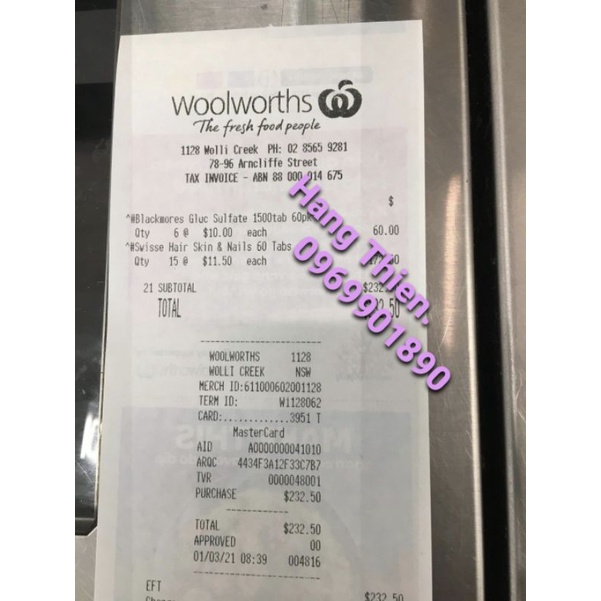 Woolworths
The fresh food people
1128 Wolli Creek PH: 02 8565 9281
78-96 Arncliffe Street
TAX INVOICE - ABN 88 000 014 675
$
^#Blackmores Gluc Sulfate 1500tab 60pk 60.00
Qty 6 @ $10.00 each
^#Swisse Hair Skin & Nails 60 Tabs
Qty 15 @ $11.50 each
21 SUBTOTAL $232.
TOTAL
Hang Thien.
0969901890
WOOLWORTHS 1128
WOLLI CREEK NSW
MERCH ID:611000602001128
TERM ID: W1128062
CARD:.............3951 T
MasterCard
AID A0000000041010
ARQC 4434F3A12F33C7B7
TVR 0000048001
PURCHASE $232.50
TOTAL $232.50
APPROVED 00
01/03/21 08:39 004816
EFT $232.50